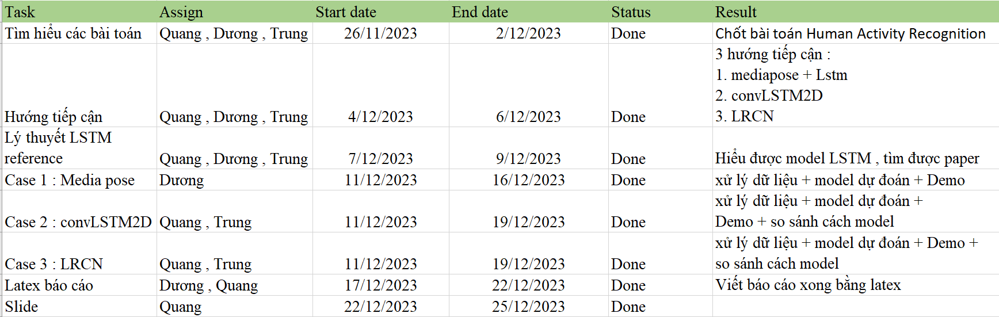 Task Assign Start date End date Status Result
Tìm hiểu các bài toán Quang , Dương , Trung 26/11/2023 2/12/2023 Done Chốt bài toán Human Activity Recognition
3 hướng tiếp cận :
1. mediapose + Lstm
2. convLSTM2D
Hướng tiếp cận Quang , Dương , Trung 4/12/2023 6/12/2023 Done 3. LRCN
Lý thuyết LSTM
reference Quang , Dương , Trung 7/12/2023 9/12/2023 Done Hiểu được model LSTM , tìm được paper
Case 1 : Media pose Dương 11/12/2023 16/12/2023 Done xử lý dữ liệu + model dự đoán + Demo
xử lý dữ liệu + model dự đoán +
Case 2 : convLSTM2D Quang , Trung 11/12/2023 19/12/2023 Done Demo + so sánh cách model
xử lý dữ liệu + model dự đoán + Demo +
Case 3 : LRCN Quang , Trung 11/12/2023 19/12/2023 Done so sánh cách model
Latex báo cáo Dương , Quang 17/12/2023 22/12/2023 Done Viết báo cáo xong bằng latex
Slide Quang 22/12/2023 25/12/2023 Done